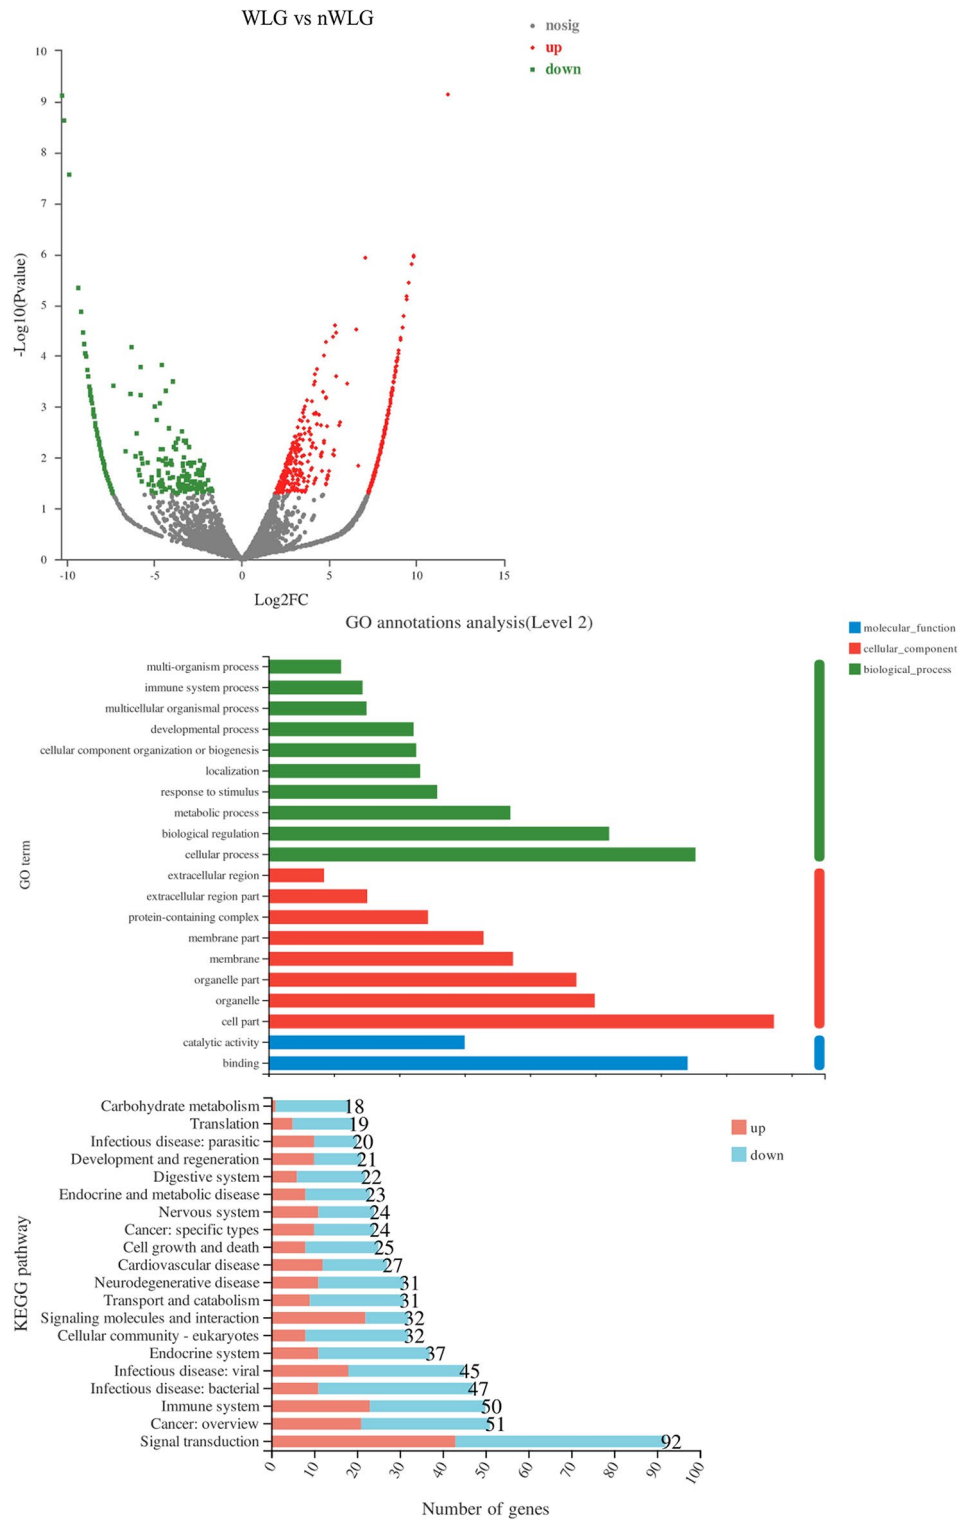 WLG vs nWLG
nosig
up
down
10
9
8
7
6
5
4
3
2
1
0
-Log10(Pvalue)
-10 -5 0 5 10 15
Log2FC
GO annotations analysis(Level 2)
molecular_function
cellular_component
biological_process
GO term
multi-organism process
immune system process
multicellular organismal process
developmental process
cellular component organization or biogenesis
localization
response to stimulus
metabolic process
biological regulation
cellular process
extracellular region
extracellular region part
protein-containing complex
membrane part
membrane
organelle part
organelle
cell part
catalytic activity
binding
up
down
KEGG pathway
Carbohydrate metabolism 18
Translation 19
Infectious disease: parasitic 20
Development and regeneration 21
Digestive system 22
Endocrine and metabolic disease 23
Nervous system 24
Cancer: specific types 24
Cell growth and death 25
Cardiovascular disease 27
Neurodegenerative disease 31
Transport and catabolism 31
Signaling molecules and interaction 32
Cellular community - eukaryotes 32
Endocrine system 37
Infectious disease: viral 45
Infectious disease: bacterial 47
Immune system 50
Cancer: overview 51
Signal transduction 92
0 10 20 30 40 50 60 70 80 90 100
Number of genes